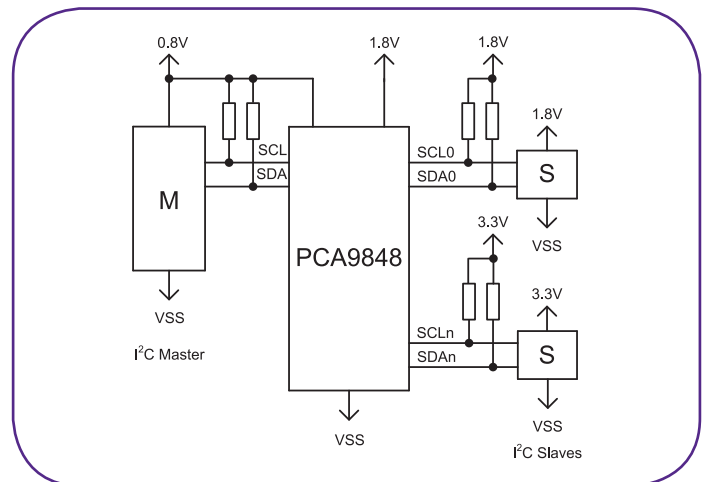 0.8V
1.8V
1.8V
1.8V
SCL
SDA
SCL0
SDA0
M
S
VSS
3.3V
PCA9848
3.3V
VSS
SCLn
SDAn
S
I²C Master
VSS
VSS
I²C Slaves